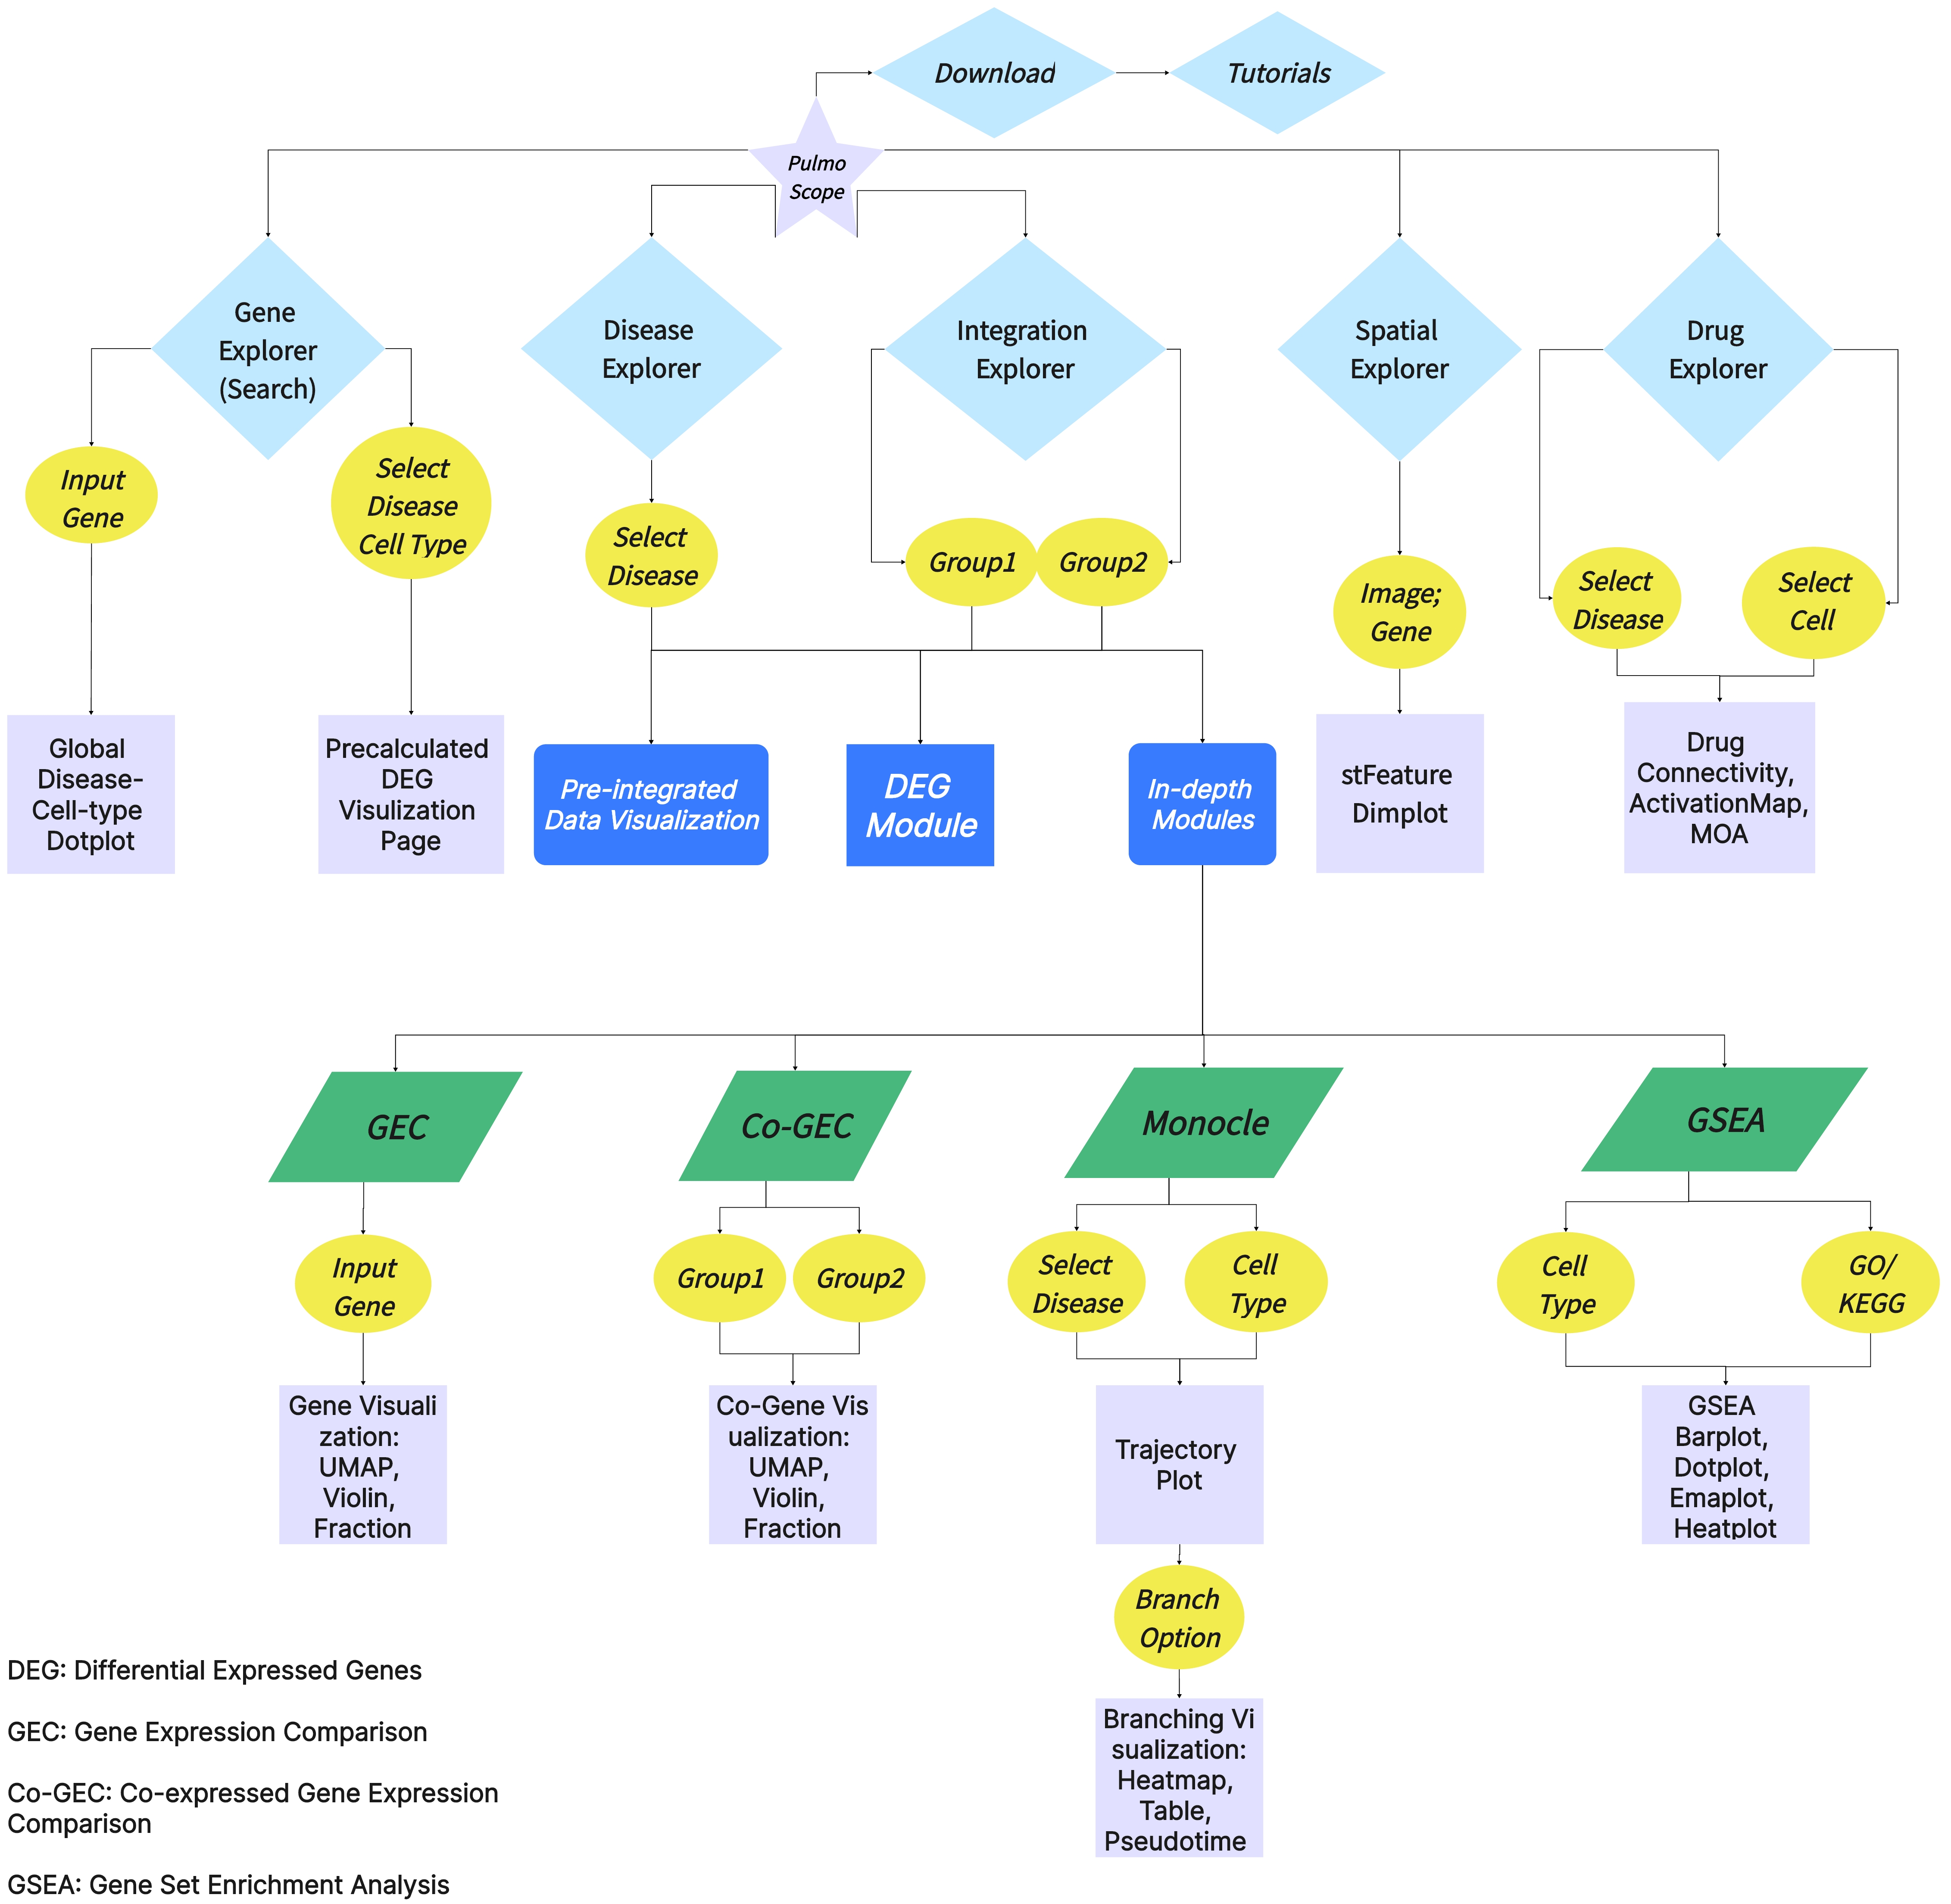 Download
Tutorials
Pulmo
Scope
Gene
Explorer
(Search)
Disease
Explorer
Integration
Explorer
Spatial
Explorer
Drug
Explorer
Input
Gene
Select
Disease
Cell Type
Select
Disease
Group1
Group2
Image;
Gene
Select
Disease
Select
Cell
Global
Disease-
Cell-type
Dotplot
Precalculated
DEG
Visulization
Page
Pre-integrated
Data Visualization
DEG
Module
In-depth
Modules
stFeature
Dimplot
Drug
Connectivity,
ActivationMap,
MOA
GEC
Co-GEC
Monocle
GSEA
Input
Gene
Group1
Group2
Select
Disease
Cell
Type
Cell
Type
GO/
KEGG
Gene Visuali
zation:
UMAP,
Violin,
Fraction
Co-Gene Vis
ualization:
UMAP,
Violin,
Fraction
Trajectory
Plot
GSEA
Barplot,
Dotplot,
Emaplot,
Heatplot
Branch
Option
Branching Vi
sualization:
Heatmap,
Table,
Pseudotime
DEG: Differential Expressed Genes
GEC: Gene Expression Comparison
Co-GEC: Co-expressed Gene Expression
Comparison
GSEA: Gene Set Enrichment Analysis